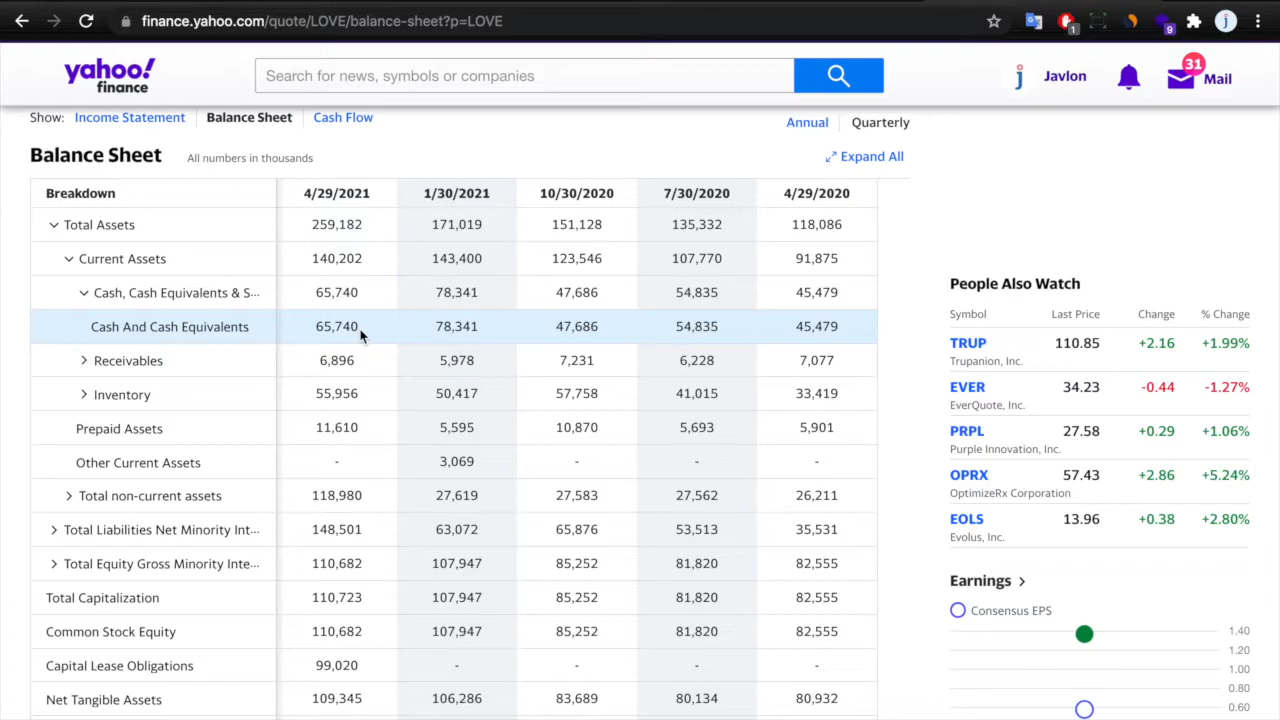 finance.yahoo.com/quote/LOVE/balance-sheet?p=LOVE
1
9
j
yahoo!
finance
Search for news, symbols or companies
j
Javlon
31
Mail
Show: Income Statement Balance Sheet Cash Flow
Annual Quarterly
Balance Sheet All numbers in thousands
Expand All
Breakdown 4/29/2021 1/30/2021 10/30/2020 7/30/2020 4/29/2020
Total Assets 259,182 171,019 151,128 135,332 118,086
Current Assets 140,202 143,400 123,546 107,770 91,875
Cash, Cash Equivalents & S... 65,740 78,341 47,686 54,835 45,479
Cash And Cash Equivalents 65,740 78,341 47,686 54,835 45,479
Receivables 6,896 5,978 7,231 6,228 7,077
Inventory 55,956 50,417 57,758 41,015 33,419
Prepaid Assets 11,610 5,595 10,870 5,693 5,901
Other Current Assets - 3,069 - - -
Total non-current assets 118,980 27,619 27,583 27,562 26,211
Total Liabilities Net Minority Int... 148,501 63,072 65,876 53,513 35,531
Total Equity Gross Minority Inte... 110,682 107,947 85,252 81,820 82,555
Total Capitalization 110,723 107,947 85,252 81,820 82,555
Common Stock Equity 110,682 107,947 85,252 81,820 82,555
Capital Lease Obligations 99,020 - - - -
Net Tangible Assets 109,345 106,286 83,689 80,134 80,932
People Also Watch
Symbol Last Price Change % Change
TRUP 110.85 +2.16 +1.99%
Trupanion, Inc.
EVER 34.23 -0.44 -1.27%
EverQuote, Inc.
PRPL 27.58 +0.29 +1.06%
Purple Innovation, Inc.
OPRX 57.43 +2.86 +5.24%
OptimizeRx Corporation
EOLS 13.96 +0.38 +2.80%
Evolus, Inc.
Earnings
Consensus EPS
1.40
1.20
1.00
0.80
0.60